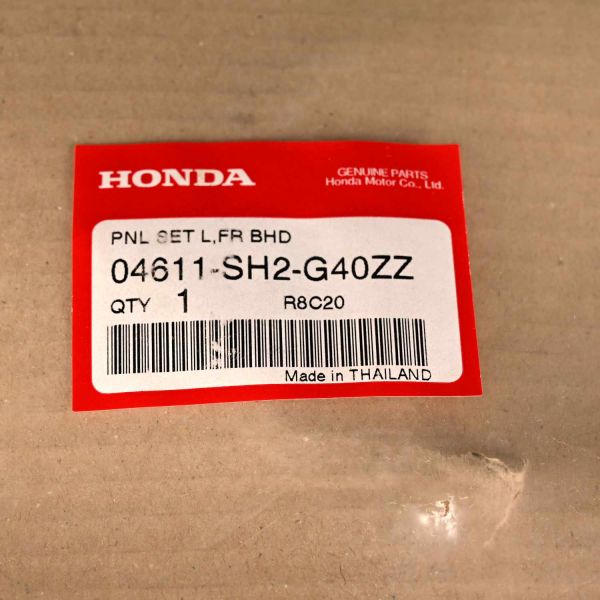 HONDA
GENUINE PARTS
Honda Motor Co., Ltd.
PNL SET L,FR BHD
04611-SH2-G40ZZ
QTY 1 R8C20
Made in THAILAND